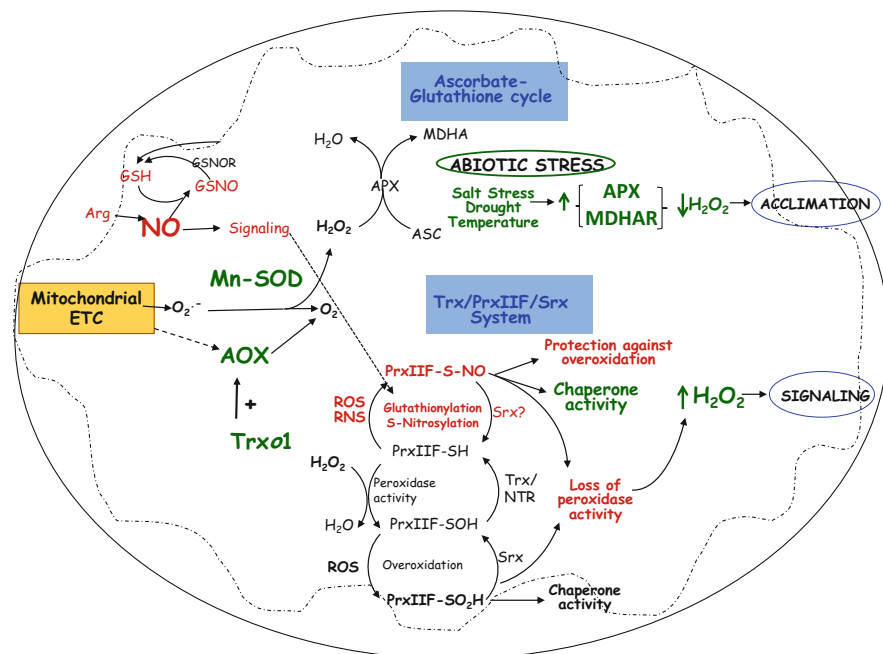 Ascorbate-
Glutathione cycle
H₂O
MDHA
GSNOR
GSH
GSNO
APX
ABIOTIC STRESS
Salt Stress
Drought
Temperature
↑
APX
MDHAR
↓H₂O₂
ACCLIMATION
Arg
NO
Signaling
H₂O₂
ASC
Mn-SOD
Mitochondrial
ETC
O₂·⁻
O₂
Trx/PrxIIF/Srx
System
AOX
+
Trxo1
PrxIIF-S-NO
Protection against
overoxidation
Chaperone
activity
ROS
RNS
Glutathionylation
S-Nitrosylation
Srx?
↑H₂O₂
SIGNALING
PrxIIF-SH
H₂O₂
Peroxidase
activity
Trx/
NTR
Loss of
peroxidase
activity
H₂O
PrxIIF-SOH
ROS
Overoxidation
Srx
PrxIIF-SO₂H
Chaperone
activity